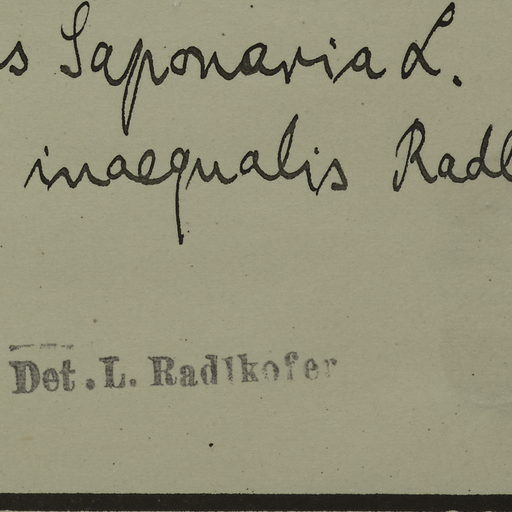 s Saponaria L.
inaequalis Radl
Det. L. Radlkofer